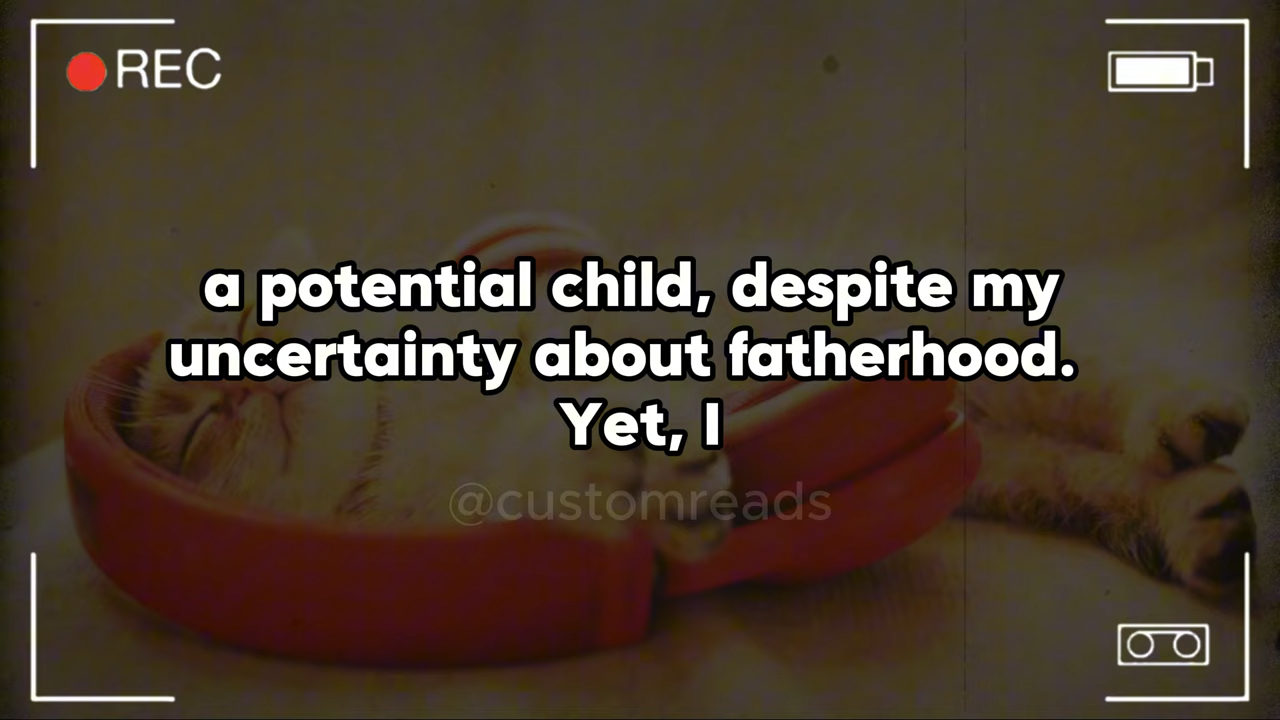 REC
a potential child, despite my
uncertainty about fatherhood.
Yet, I
@customreads